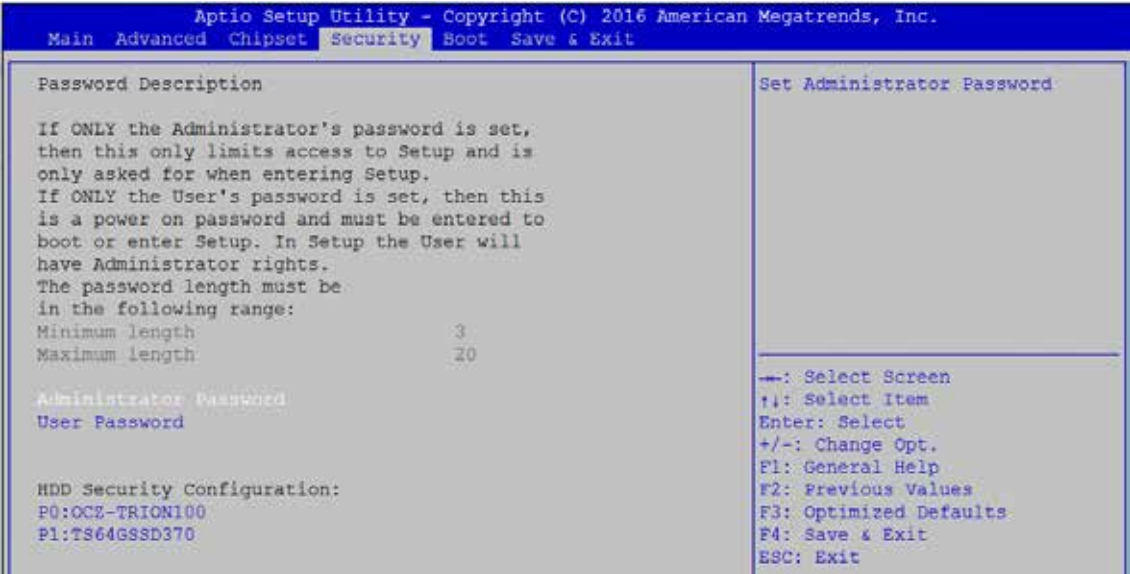 Aptio Setup Utility - Copyright (C) 2016 American Megatrends, Inc.
Main Advanced Chipset Security Boot Save & Exit
Password Description
If ONLY the Administrator's password is set,
then this only limits access to Setup and is
only asked for when entering Setup.
If ONLY the User's password is set, then this
is a power on password and must be entered to
boot or enter Setup. In Setup the User will
have Administrator rights.
The password length must be
in the following range:
Minimum length 3
Maximum length 20
Administrator Password
User Password
HDD Security Configuration:
P0:OCZ-TRION100
P1:TS64GSSD370
Set Administrator Password
→←: Select Screen
↑↓: Select Item
Enter: Select
+/-: Change Opt.
F1: General Help
F2: Previous Values
F3: Optimized Defaults
F4: Save & Exit
ESC: Exit